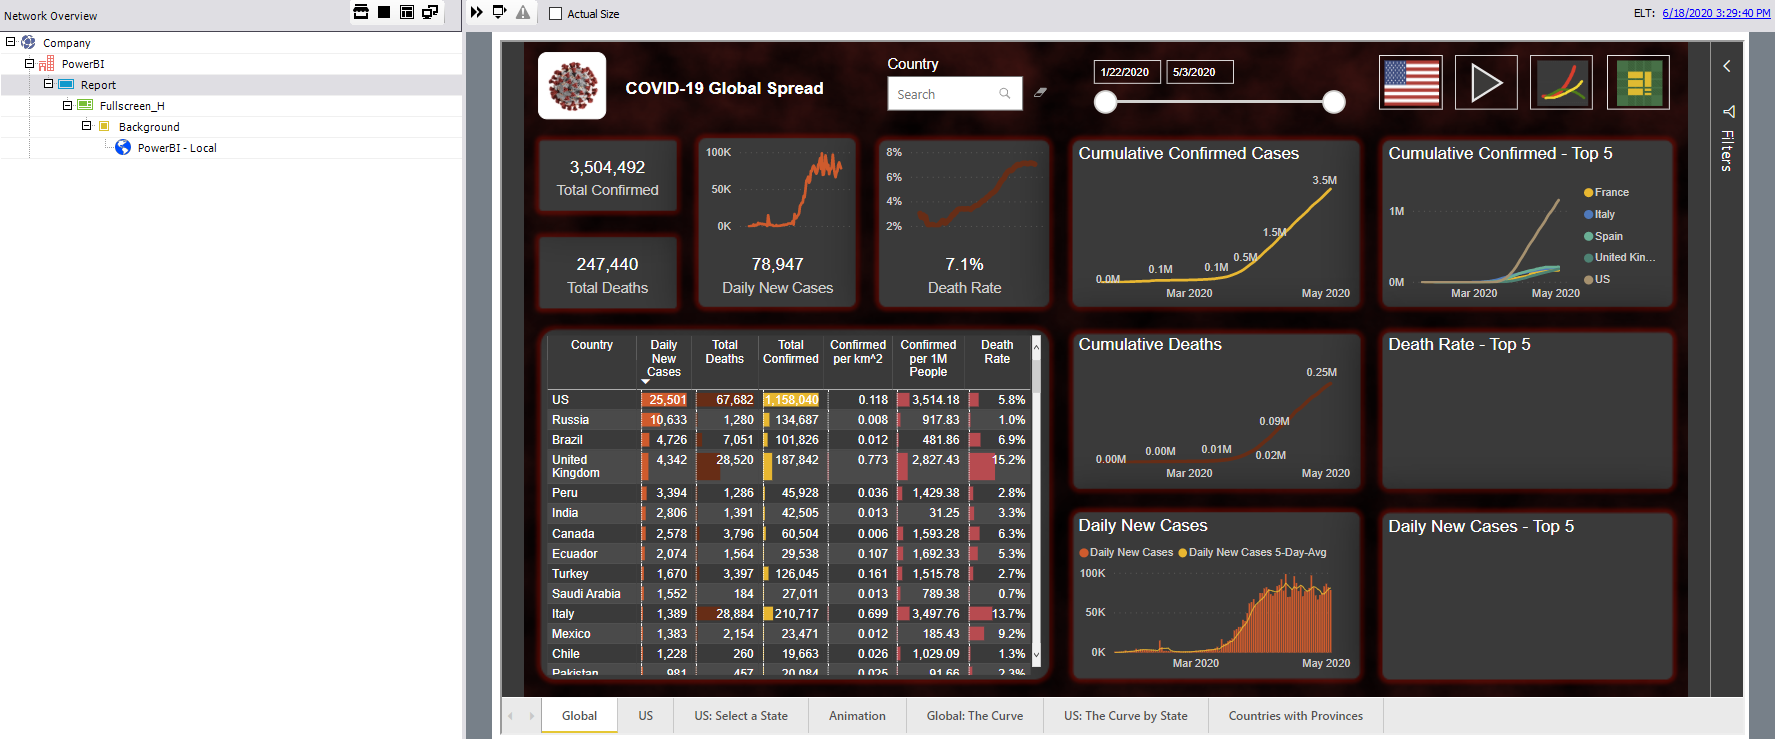 Network Overview
Actual Size
ELT: 6/18/2020 3:29:40 PM
Company
PowerBI
Report
Fullscreen_H
Background
PowerBI - Local
COVID-19 Global Spread
Country
Search
1/22/2020 5/3/2020
Filters
3,504,492
Total Confirmed
247,440
Total Deaths
100K
50K
0K
78,947
Daily New Cases
8%
6%
4%
2%
7.1%
Death Rate
Cumulative Confirmed Cases
3.5M
1.5M
0.5M
0.1M
0.1M
0.0M
Mar 2020 May 2020
Cumulative Confirmed - Top 5
1M
0M
Mar 2020 May 2020
France
Italy
Spain
United Kin...
US
Country Daily New Cases Total Deaths Total Confirmed Confirmed per km^2 Confirmed per 1M People Death Rate
US 25,501 67,682 1,158,040 0.118 3,514.18 5.8%
Russia 10,633 1,280 134,687 0.008 917.83 1.0%
Brazil 4,726 7,051 101,826 0.012 481.86 6.9%
United Kingdom 4,342 28,520 187,842 0.773 2,827.43 15.2%
Peru 3,394 1,286 45,928 0.036 1,429.38 2.8%
India 2,806 1,391 42,505 0.013 31.25 3.3%
Canada 2,578 3,796 60,504 0.006 1,593.28 6.3%
Ecuador 2,074 1,564 29,538 0.107 1,692.33 5.3%
Turkey 1,670 3,397 126,045 0.161 1,515.78 2.7%
Saudi Arabia 1,552 184 27,011 0.013 789.38 0.7%
Italy 1,389 28,884 210,717 0.699 3,497.76 13.7%
Mexico 1,383 2,154 23,471 0.012 185.43 9.2%
Chile 1,228 260 19,663 0.026 1,029.09 1.3%
Pakistan 981 457 20,084 0.025 91.66 2.3%
Cumulative Deaths
0.25M
0.09M
0.02M
0.01M
0.00M
0.00M
Mar 2020 May 2020
Death Rate - Top 5
Daily New Cases
Daily New Cases Daily New Cases 5-Day-Avg
100K
50K
0K
Mar 2020 May 2020
Daily New Cases - Top 5
Global US US: Select a State Animation Global: The Curve US: The Curve by State Countries with Provinces